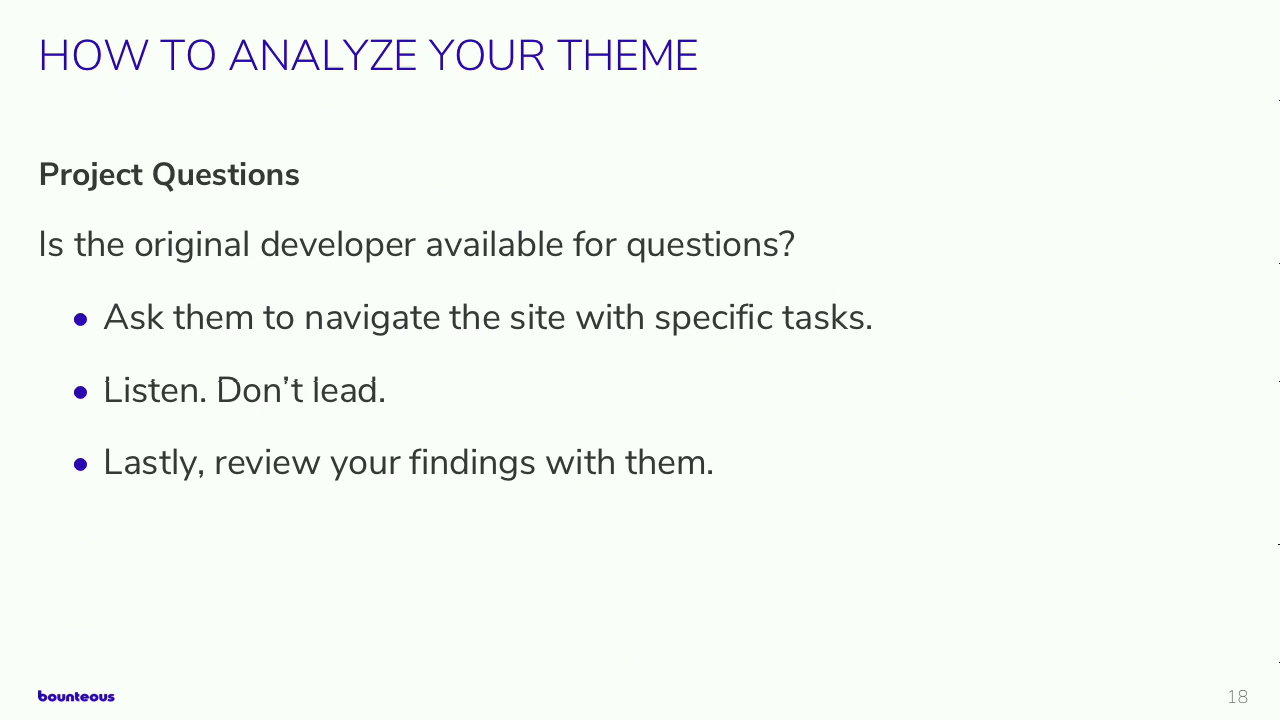 HOW TO ANALYZE YOUR THEME
Project Questions
Is the original developer available for questions?
• Ask them to navigate the site with specific tasks.
• Listen. Don’t lead.
• Lastly, review your findings with them.
bounteous
18